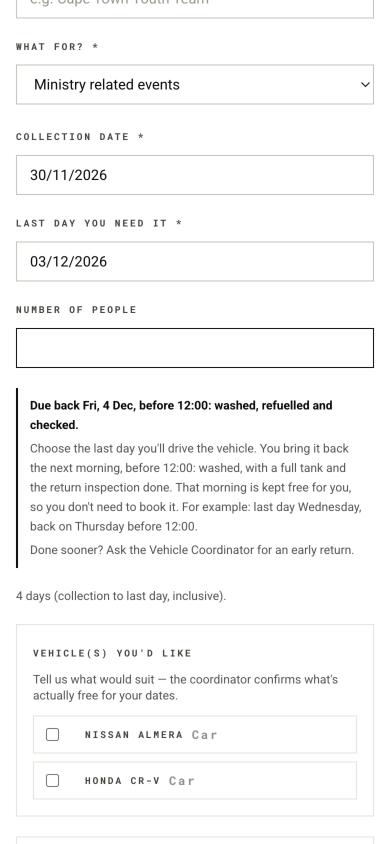 e.g. Cape Town Youth Team
WHAT FOR? *
Ministry related events
COLLECTION DATE *
30/11/2026
LAST DAY YOU NEED IT *
03/12/2026
NUMBER OF PEOPLE
Due back Fri, 4 Dec, before 12:00: washed, refuelled and
checked.
Choose the last day you'll drive the vehicle. You bring it back
the next morning, before 12:00: washed, with a full tank and
the return inspection done. That morning is kept free for you,
so you don't need to book it. For example: last day Wednesday,
back on Thursday before 12:00.
Done sooner? Ask the Vehicle Coordinator for an early return.
4 days (collection to last day, inclusive).
VEHICLE(S) YOU'D LIKE
Tell us what would suit — the coordinator confirms what's
actually free for your dates.
NISSAN ALMERA Car
HONDA CR-V Car